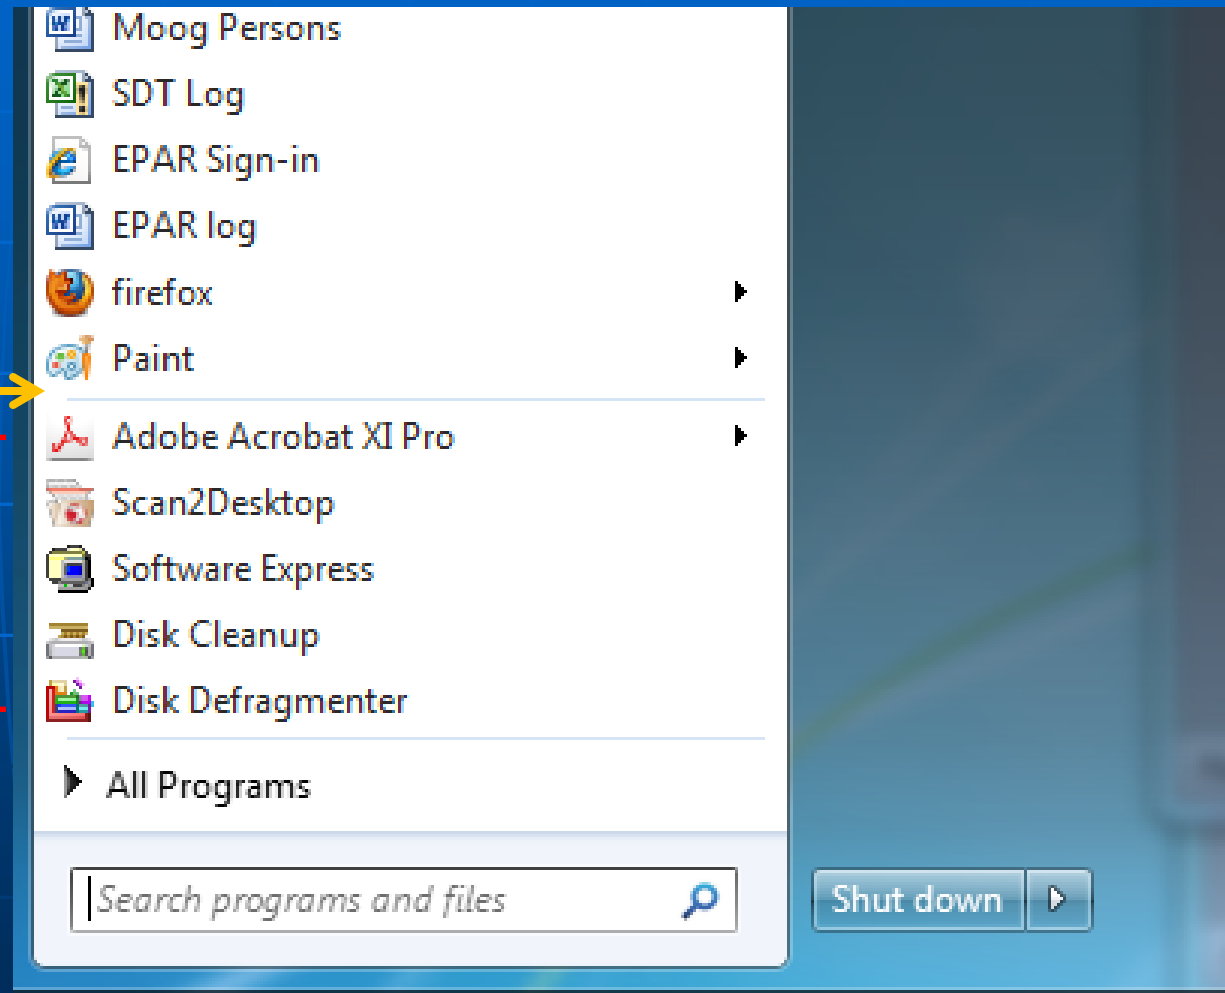 Moog Persons
SDT Log
EPAR Sign-in
EPAR log
firefox
Paint
Adobe Acrobat XI Pro
Scan2Desktop
Software Express
Disk Cleanup
Disk Defragmenter
All Programs
Search programs and files
Shut down